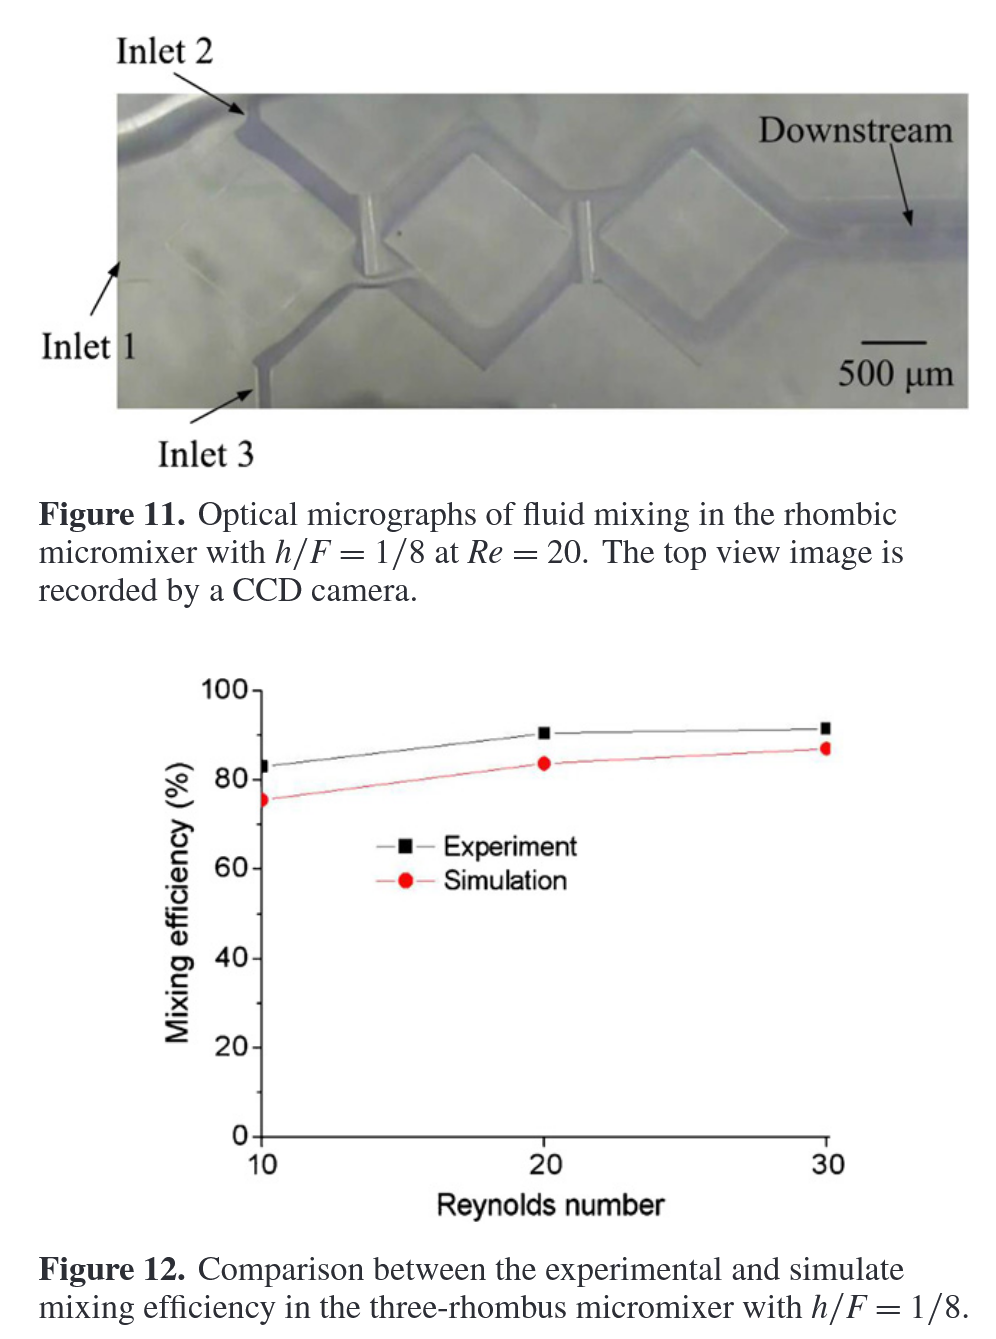 Inlet 2
Downstream
Inlet 1
500 μm
Inlet 3
Figure 11. Optical micrographs of fluid mixing in the rhombic
micromixer with h/F = 1/8 at Re = 20. The top view image is
recorded by a CCD camera.
100
80
60
40
20
0
Mixing efficiency (%)
Experiment
Simulation
10 20 30
Reynolds number
Figure 12. Comparison between the experimental and simulate
mixing efficiency in the three-rhombus micromixer with h/F = 1/8.